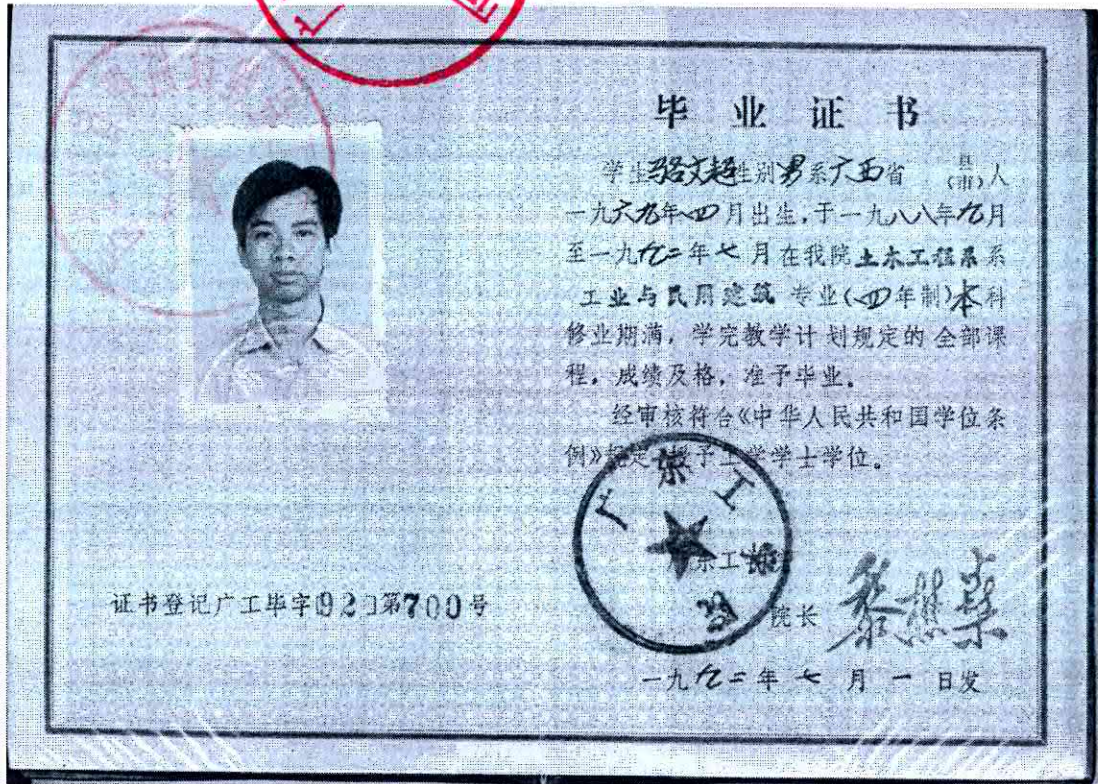 毕业证书
学生骆文超性别男系广西省 县(市)人
一九六九年四月出生,于一九八八年九月
至一九九二年七月在我院土木工程系系
工业与民用建筑 专业(四年制)本科
修业期满,学完教学计划规定的全部课
程,成绩及格,准予毕业。
经审核符合《中华人民共和国学位条
例》规定,授予工学学士学位。
广东工学院
院长
一九九二年七月一日发
证书登记广工毕字[92]第700号